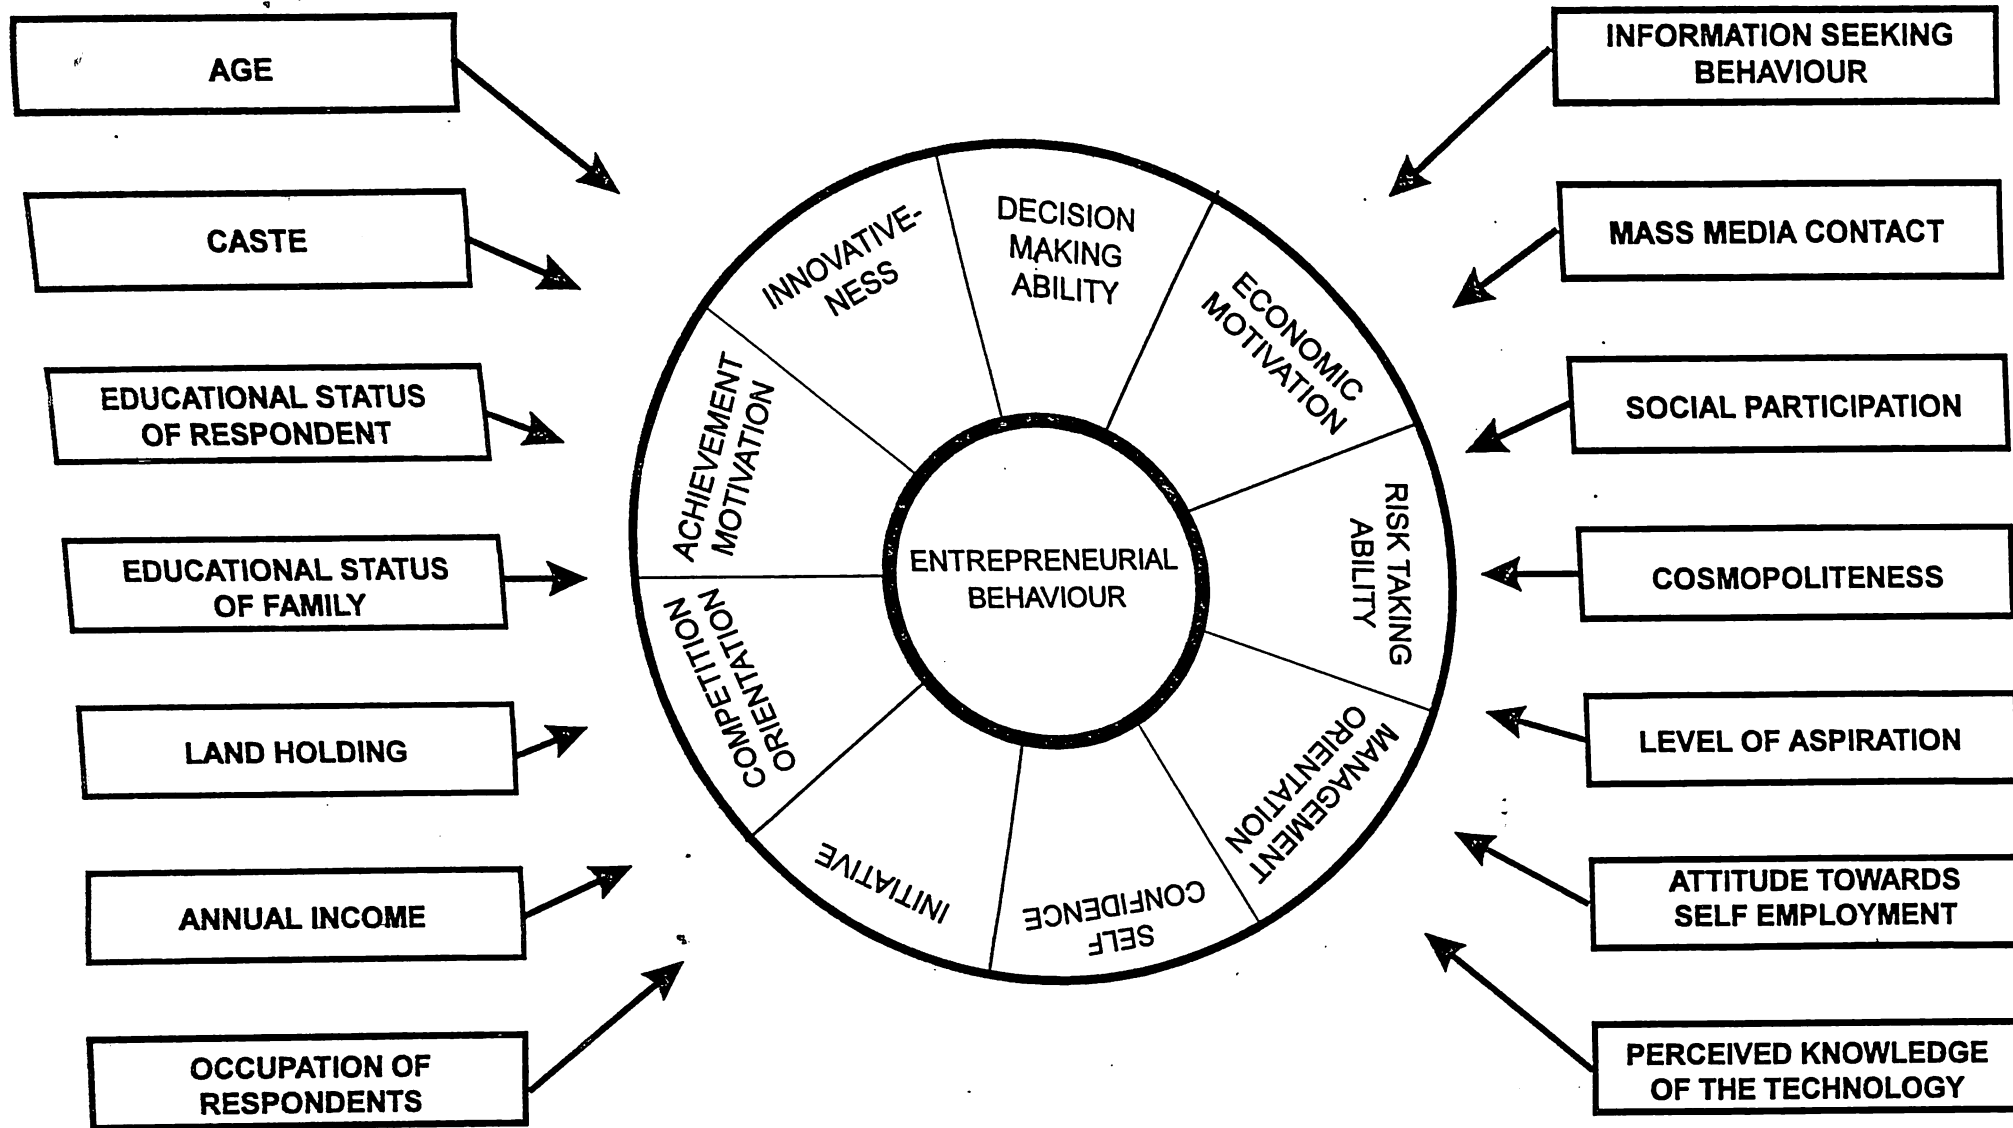 AGE
CASTE
EDUCATIONAL STATUS
OF RESPONDENT
EDUCATIONAL STATUS
OF FAMILY
LAND HOLDING
ANNUAL INCOME
OCCUPATION OF
RESPONDENTS
INNOVATIVE-
NESS
DECISION
MAKING
ABILITY
ECONOMIC
MOTIVATION
RISK TAKING
ABILITY
MANAGEMENT
ORIENTATION
SELF
CONFIDENCE
INITIATIVE
COMPETITION
ORIENTATION
ACHIEVEMENT
MOTIVATION
ENTREPRENEURIAL
BEHAVIOUR
INFORMATION SEEKING
BEHAVIOUR
MASS MEDIA CONTACT
SOCIAL PARTICIPATION
COSMOPOLITENESS
LEVEL OF ASPIRATION
ATTITUDE TOWARDS
SELF EMPLOYMENT
PERCEIVED KNOWLEDGE
OF THE TECHNOLOGY